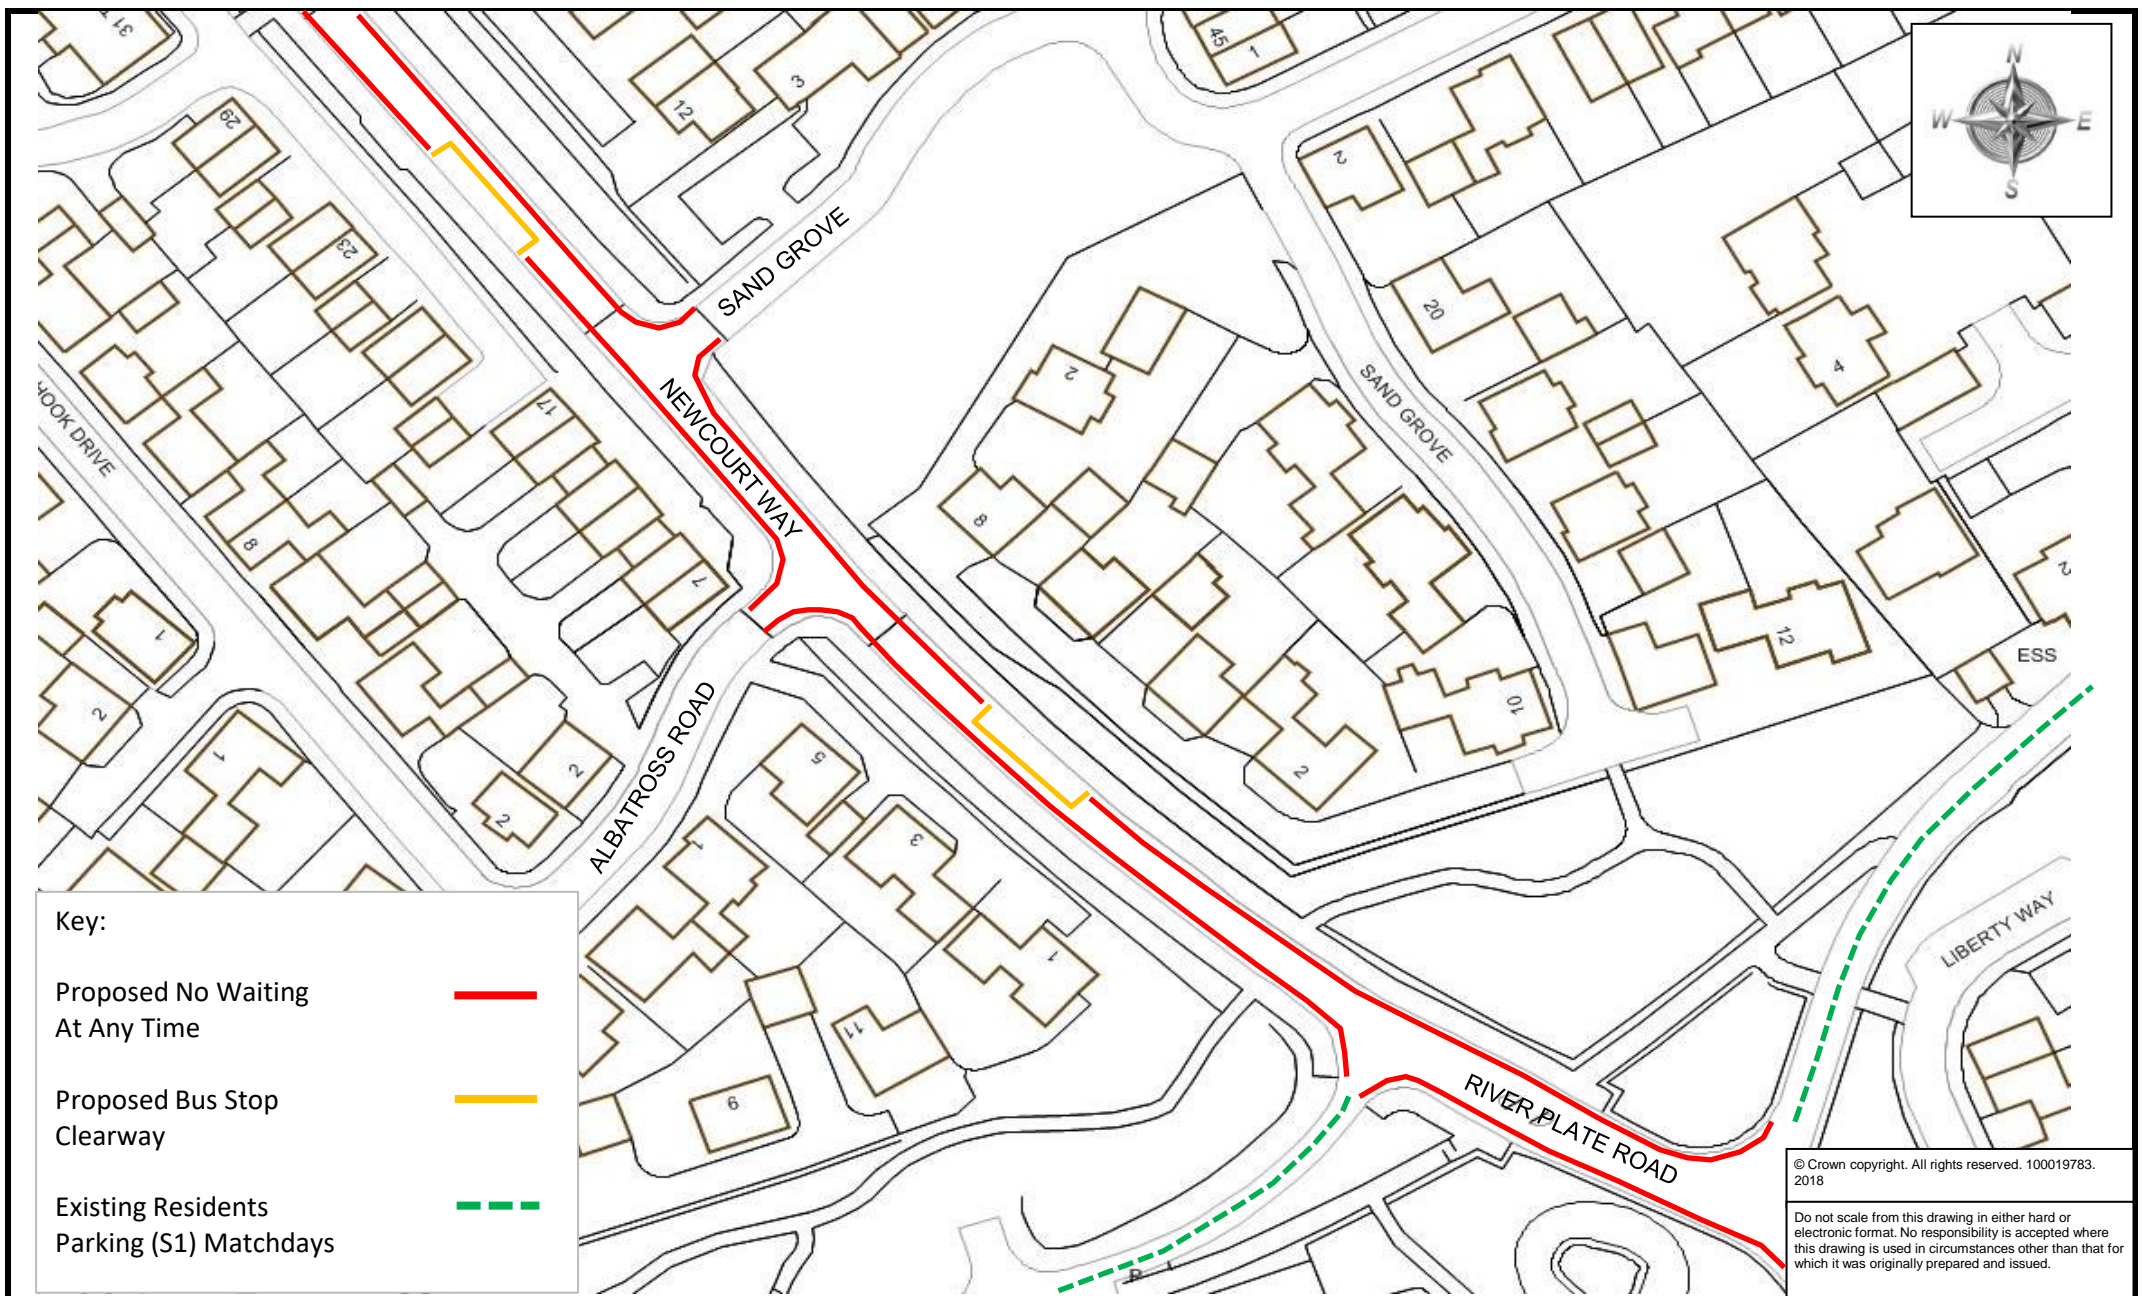 31
45
1
3
12
N
W
E
S
29
2
23
SAND GROVE
20
4
2
SAND GROVE
NEWCOURT WAY
17
HOOK DRIVE
8
8
7
2
1
12
ESS
2
10
ALBATROSS ROAD
5
2
2
1
2
3
1
LIBERTY WAY
1
11
9
RIVER PLATE ROAD
Key:
Proposed No Waiting
At Any Time
Proposed Bus Stop
Clearway
Existing Residents
Parking (S1) Matchdays
© Crown copyright. All rights reserved. 100019783.
2018
Do not scale from this drawing in either hard or
electronic format. No responsibility is accepted where
this drawing is used in circumstances other than that for
which it was originally prepared and issued.